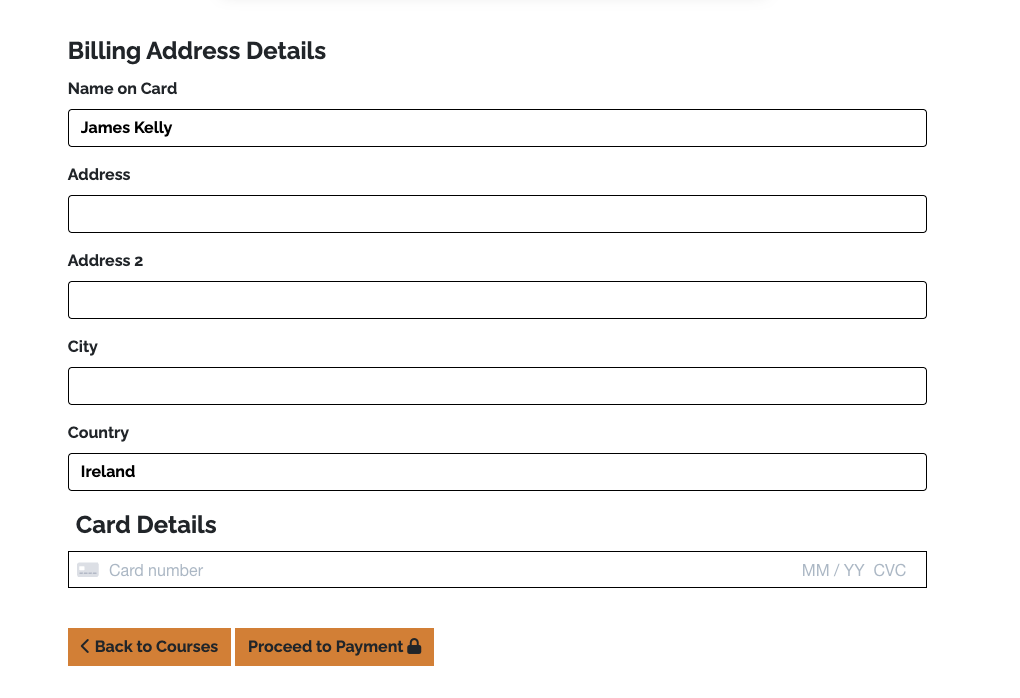 Billing Address Details
Name on Card
James Kelly
Address
Address 2
City
Country
Ireland
Card Details
Card number MM / YY CVC
Back to Courses Proceed to Payment